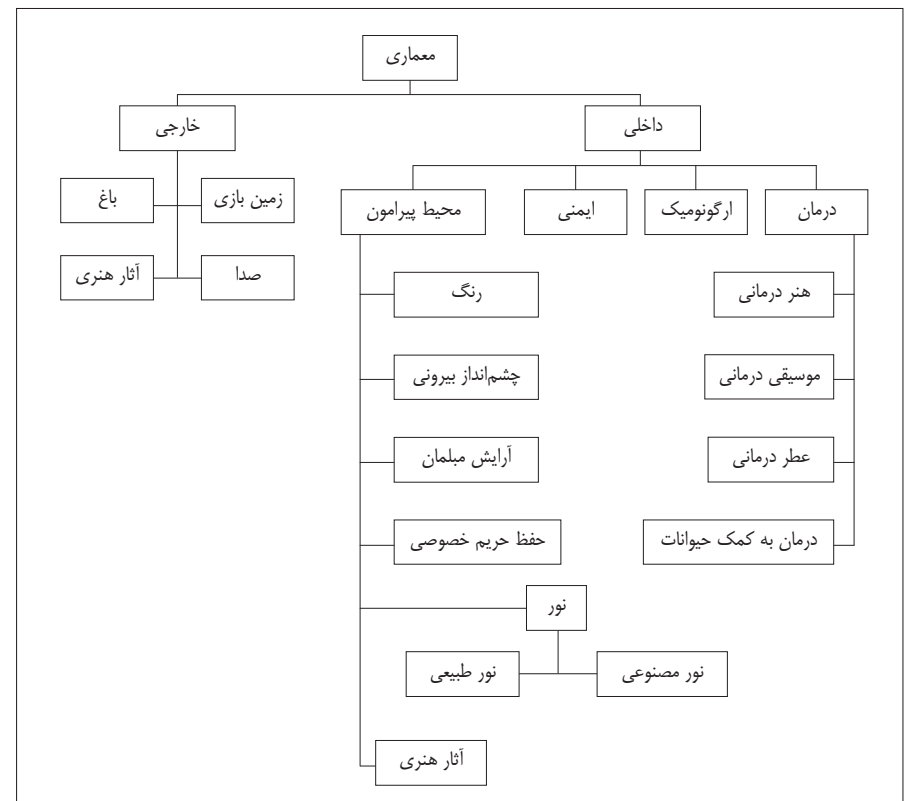 معماری
داخلی
خارجی
درمان
ارگونومیک
ایمنی
محیط پیرامون
زمین بازی
باغ
صدا
آثار هنری
هنر درمانی
رنگ
موسیقی درمانی
چشم‌انداز بیرونی
عطر درمانی
آرایش مبلمان
درمان به کمک حیوانات
حفظ حریم خصوصی
نور
نور مصنوعی
نور طبیعی
آثار هنری